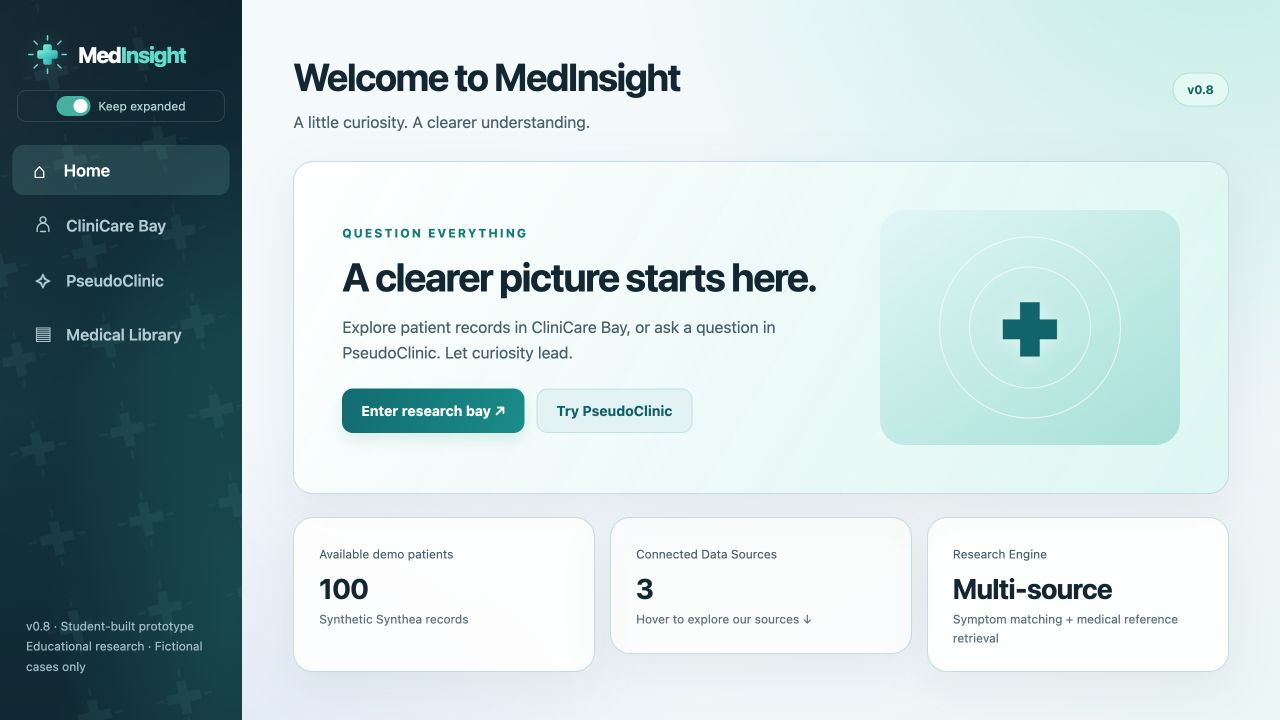 MedInsight
Keep expanded
Home
CliniCare Bay
PseudoClinic
Medical Library
v0.8 · Student-built prototype
Educational research · Fictional
cases only
Welcome to MedInsight
A little curiosity. A clearer understanding.
v0.8
QUESTION EVERYTHING
A clearer picture starts here.
Explore patient records in CliniCare Bay, or ask a question in
PseudoClinic. Let curiosity lead.
Enter research bay ↗
Try PseudoClinic
Available demo patients
100
Synthetic Synthea records
Connected Data Sources
3
Hover to explore our sources ↓
Research Engine
Multi-source
Symptom matching + medical reference
retrieval